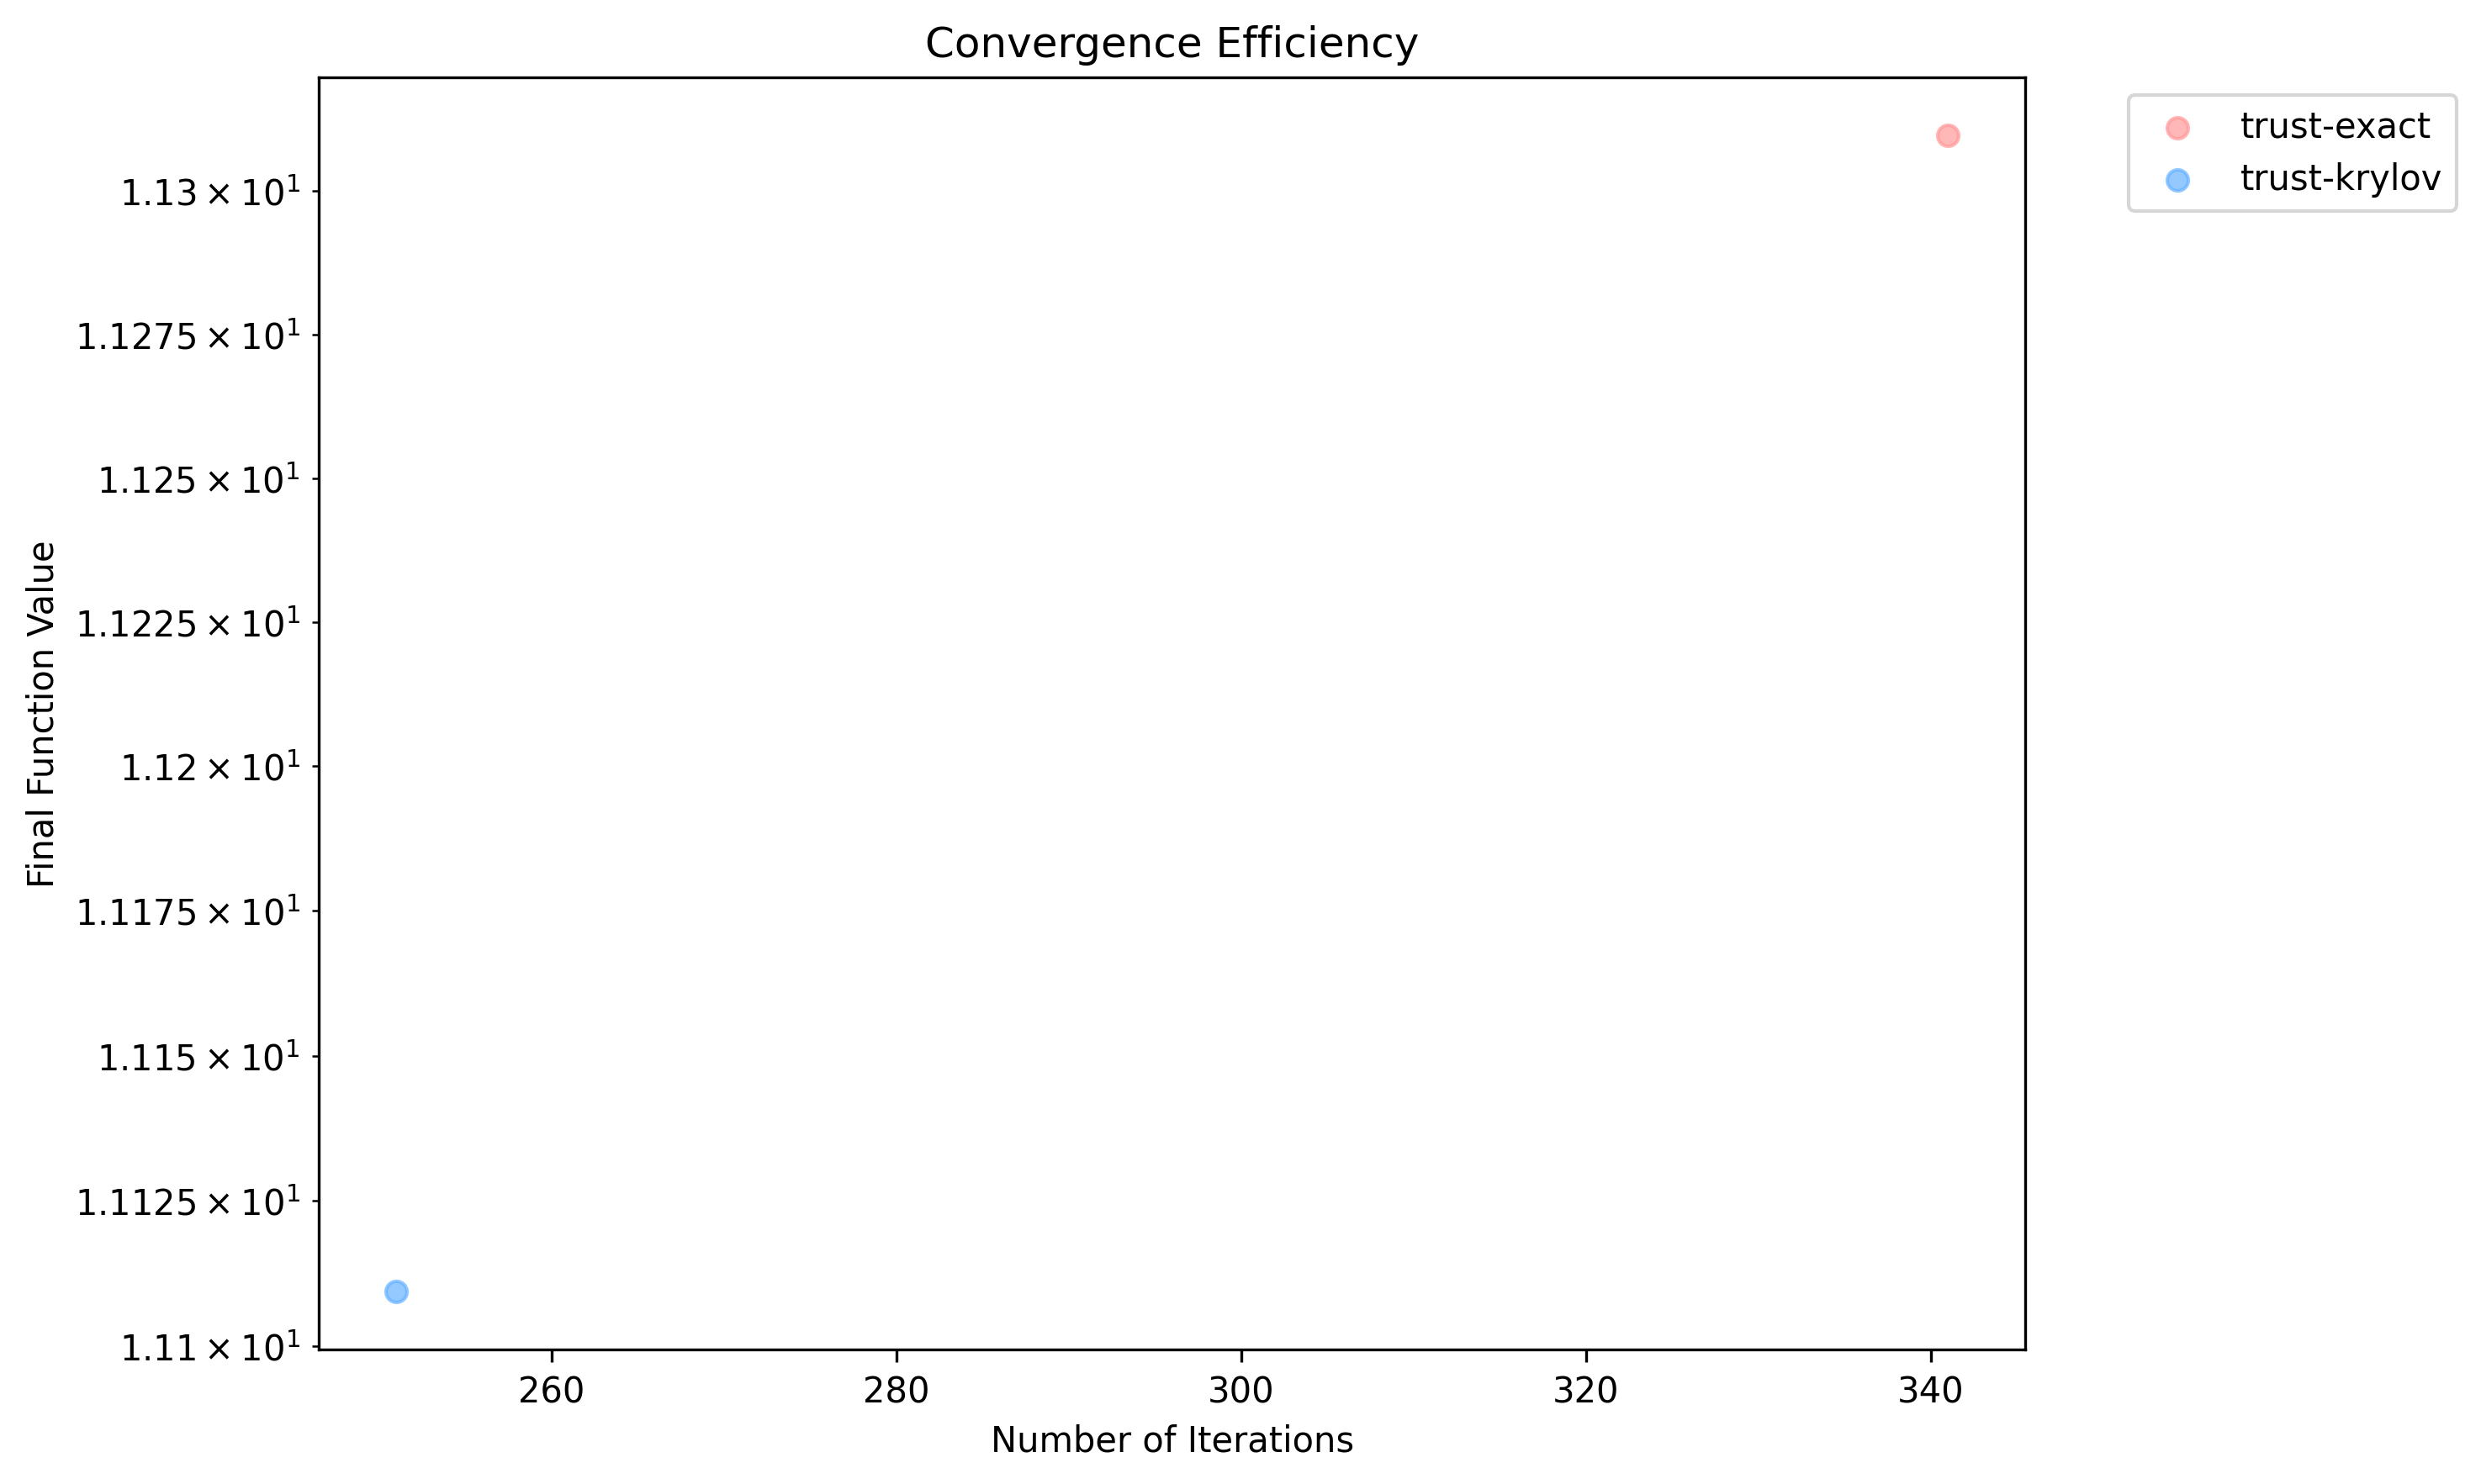 Convergence Efficiency
trust-exact
trust-krylov
Final Function Value
1.13 × 10¹
1.1275 × 10¹
1.125 × 10¹
1.1225 × 10¹
1.12 × 10¹
1.1175 × 10¹
1.115 × 10¹
1.1125 × 10¹
1.11 × 10¹
260 280 300 320 340
Number of Iterations